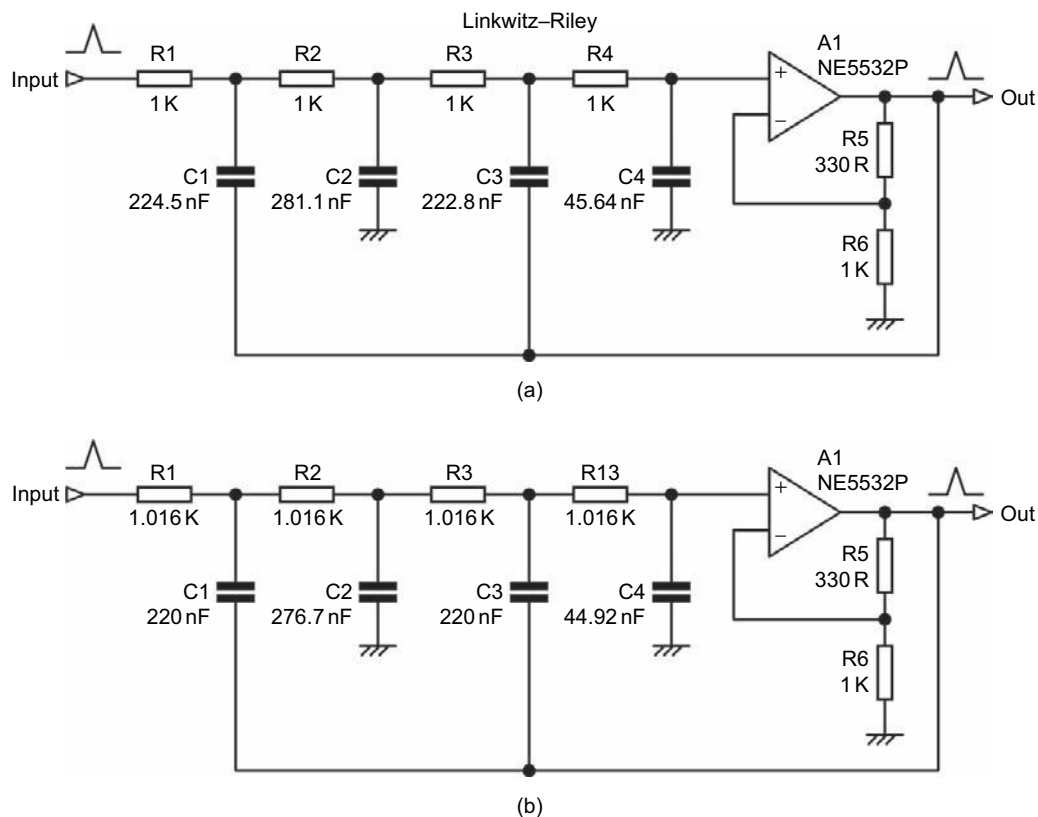 Linkwitz–Riley
Input
R1
1 K
R2
1 K
R3
1 K
R4
1 K
A1
NE5532P
+
−
Out
C1
224.5 nF
C2
281.1 nF
C3
222.8 nF
C4
45.64 nF
R5
330 R
R6
1 K
(a)
Input
R1
1.016 K
R2
1.016 K
R3
1.016 K
R13
1.016 K
A1
NE5532P
+
−
Out
C1
220 nF
C2
276.7 nF
C3
220 nF
C4
44.92 nF
R5
330 R
R6
1 K
(b)